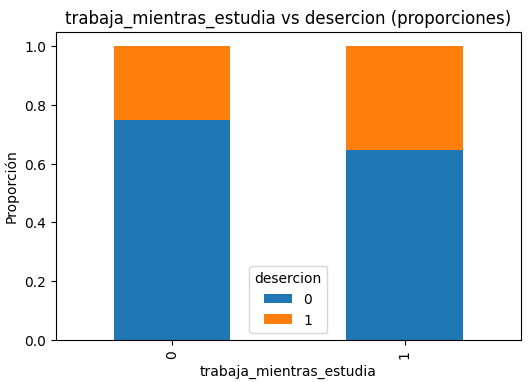 trabaja_mientras_estudia vs desercion (proporciones)
1.0
0.8
0.6
0.4
0.2
0.0
Proporción
desercion
0
1
0
1
trabaja_mientras_estudia